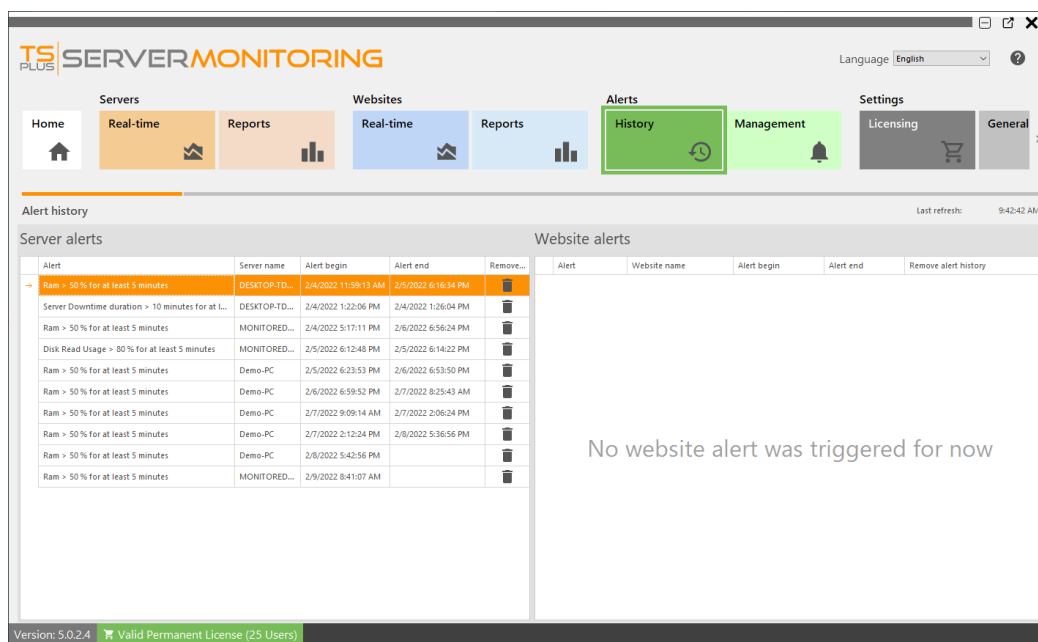 TS PLUS SERVERMONITORING
Language English
Servers
Websites
Alerts
Settings
Home
Real-time
Reports
Real-time
Reports
History
Management
Licensing
General
Alert history
Last refresh: 9:42:42 AM
Server alerts
Alert Server name Alert begin Alert end Remove...
Ram > 50 % for at least 5 minutes DESKTOP-TD... 2/4/2022 11:59:13 AM 2/5/2022 6:16:34 PM
Server Downtime duration > 10 minutes for at l... DESKTOP-TD... 2/4/2022 1:22:06 PM 2/4/2022 1:26:04 PM
Ram > 50 % for at least 5 minutes MONITORED... 2/4/2022 5:17:11 PM 2/6/2022 6:56:24 PM
Disk Read Usage > 80 % for at least 5 minutes MONITORED... 2/5/2022 6:12:48 PM 2/5/2022 6:14:22 PM
Ram > 50 % for at least 5 minutes Demo-PC 2/5/2022 6:23:53 PM 2/6/2022 6:53:50 PM
Ram > 50 % for at least 5 minutes Demo-PC 2/6/2022 6:59:52 PM 2/7/2022 8:25:43 AM
Ram > 50 % for at least 5 minutes Demo-PC 2/7/2022 9:09:14 AM 2/7/2022 2:06:24 PM
Ram > 50 % for at least 5 minutes Demo-PC 2/7/2022 2:12:24 PM 2/8/2022 5:36:56 PM
Ram > 50 % for at least 5 minutes Demo-PC 2/8/2022 5:42:56 PM
Ram > 50 % for at least 5 minutes MONITORED... 2/9/2022 8:41:07 AM
Website alerts
Alert Website name Alert begin Alert end Remove alert history
No website alert was triggered for now
Version: 5.0.2.4 Valid Permanent License (25 Users)